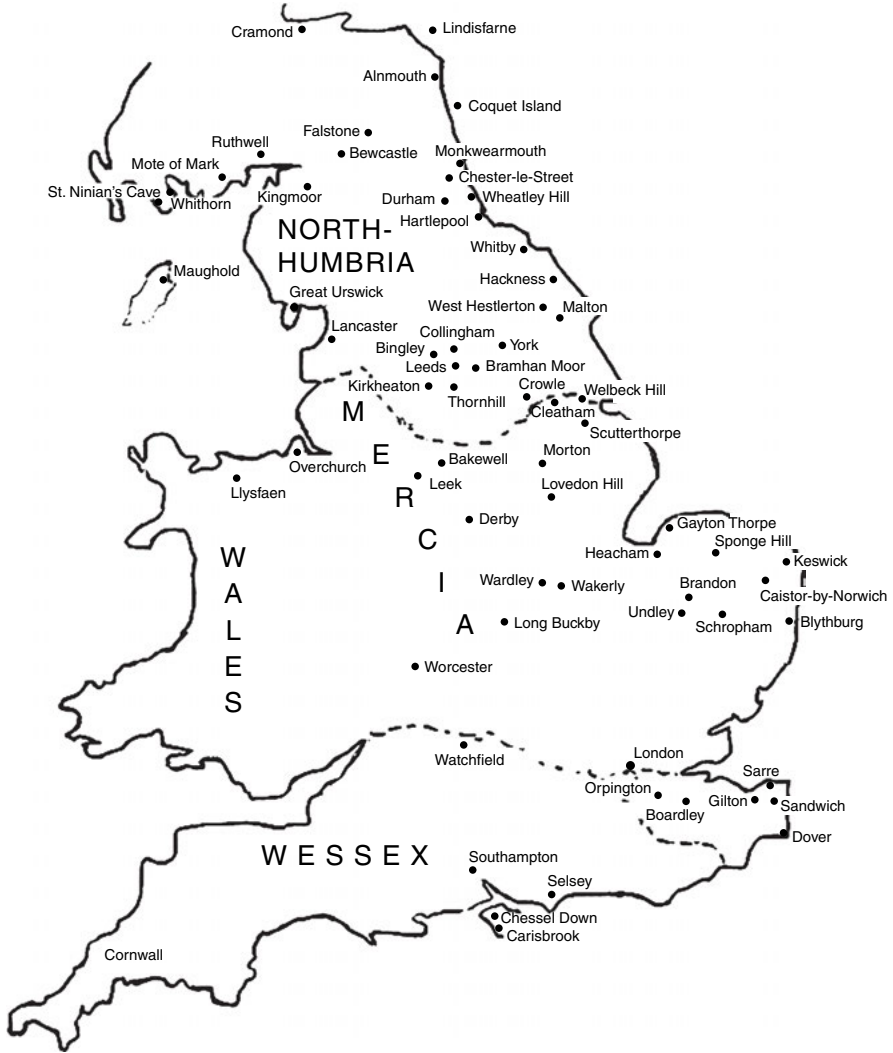 Cramond
Lindisfarne
Alnmouth
Coquet Island
Falstone
Ruthwell
Bewcastle
Monkwearmouth
Mote of Mark
Chester-le-Street
St. Ninian's Cave
Whithorn
Kingmoor
Durham
Wheatley Hill
Hartlepool
NORTH-
HUMBRIA
Whitby
Maughold
Hackness
Great Urswick
West Hestlerton
Malton
Lancaster
Collingham
Bingley
York
Leeds
Bramhan Moor
Kirkheaton
Thornhill
Crowle
Welbeck Hill
Cleatham
Scutterthorpe
MERCIA
Overchurch
Bakewell
Morton
Llysfaen
Leek
Lovedon Hill
Derby
Gayton Thorpe
Heacham
Sponge Hill
Keswick
WALES
Wardley
Wakerly
Brandon
Caistor-by-Norwich
Undley
Schropham
Blythburg
Long Buckby
Worcester
Watchfield
London
Sarre
Orpington
Boardley
Gilton
Sandwich
Dover
WESSEX
Southampton
Selsey
Chessel Down
Carisbrook
Cornwall